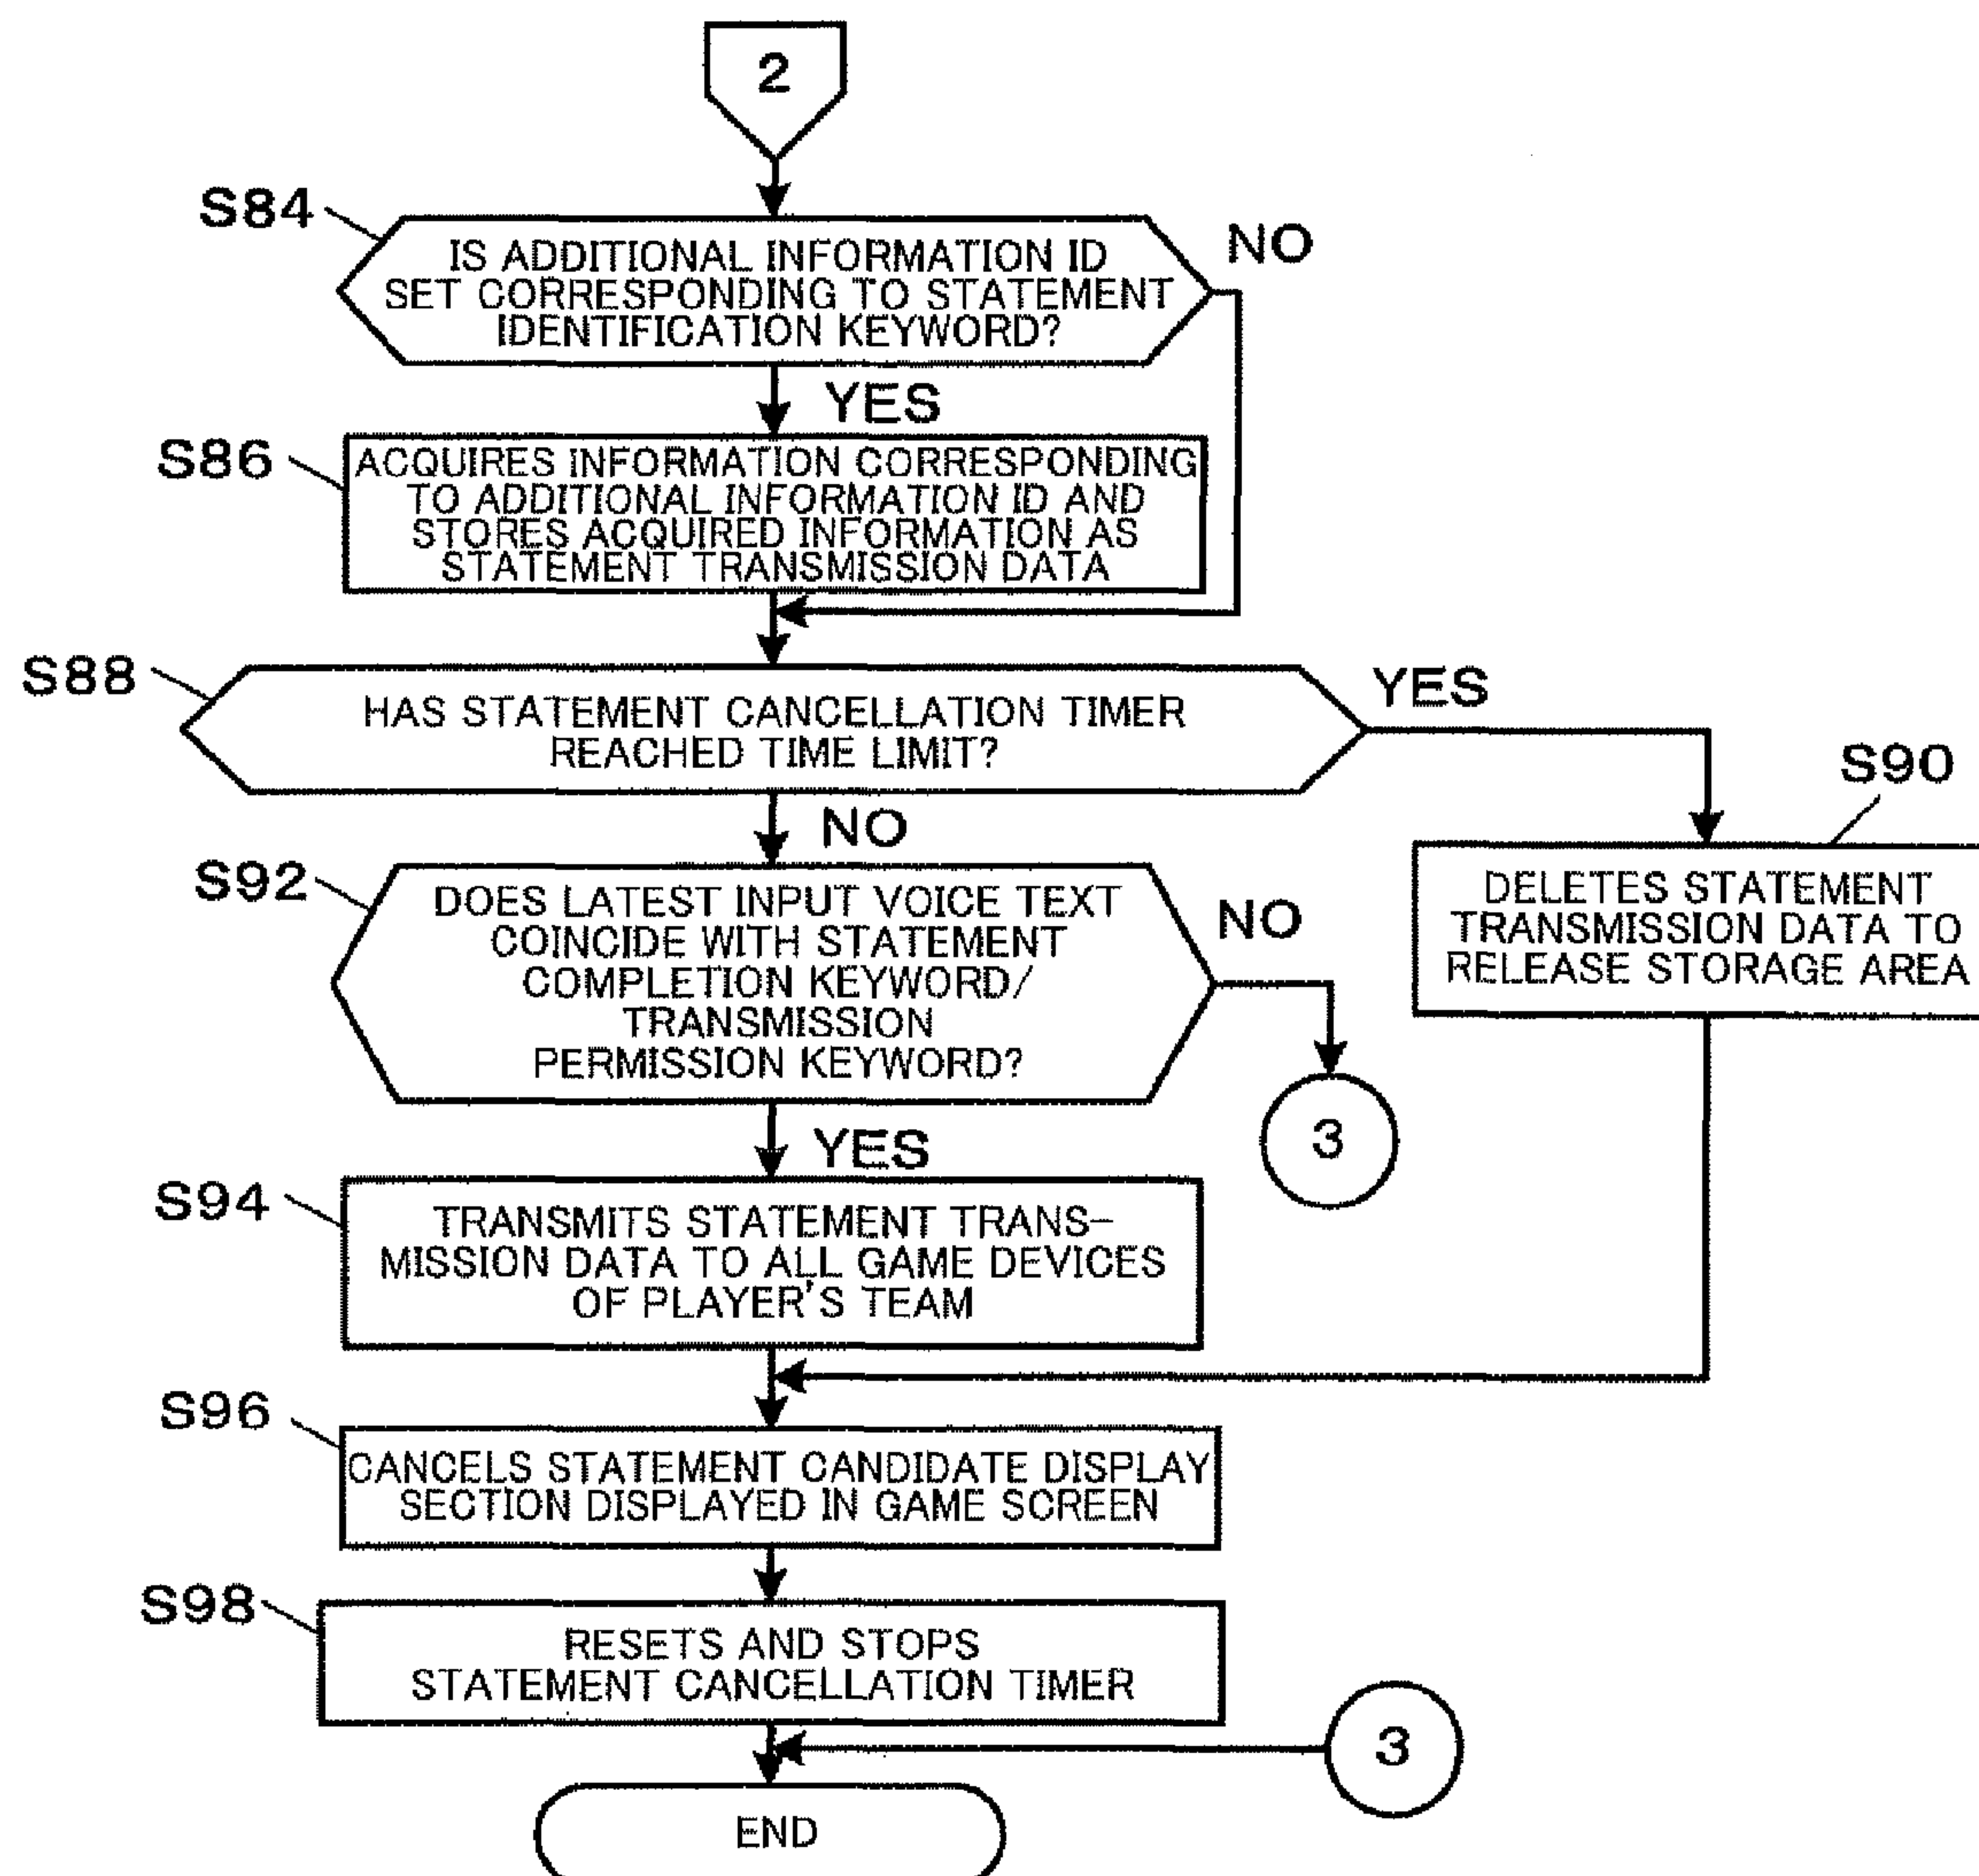 2
S84
IS ADDITIONAL INFORMATION ID
SET CORRESPONDING TO STATEMENT
IDENTIFICATION KEYWORD?
NO
YES
S86
ACQUIRES INFORMATION CORRESPONDING
TO ADDITIONAL INFORMATION ID AND
STORES ACQUIRED INFORMATION AS
STATEMENT TRANSMISSION DATA
S88
HAS STATEMENT CANCELLATION TIMER
REACHED TIME LIMIT?
YES
NO
S90
DELETES STATEMENT
TRANSMISSION DATA TO
RELEASE STORAGE AREA
S92
DOES LATEST INPUT VOICE TEXT
COINCIDE WITH STATEMENT
COMPLETION KEYWORD/
TRANSMISSION
PERMISSION KEYWORD?
NO
3
YES
S94
TRANSMITS STATEMENT TRANS-
MISSION DATA TO ALL GAME DEVICES
OF PLAYER'S TEAM
S96
CANCELS STATEMENT CANDIDATE DISPLAY
SECTION DISPLAYED IN GAME SCREEN
S98
RESETS AND STOPS
STATEMENT CANCELLATION TIMER
3
END